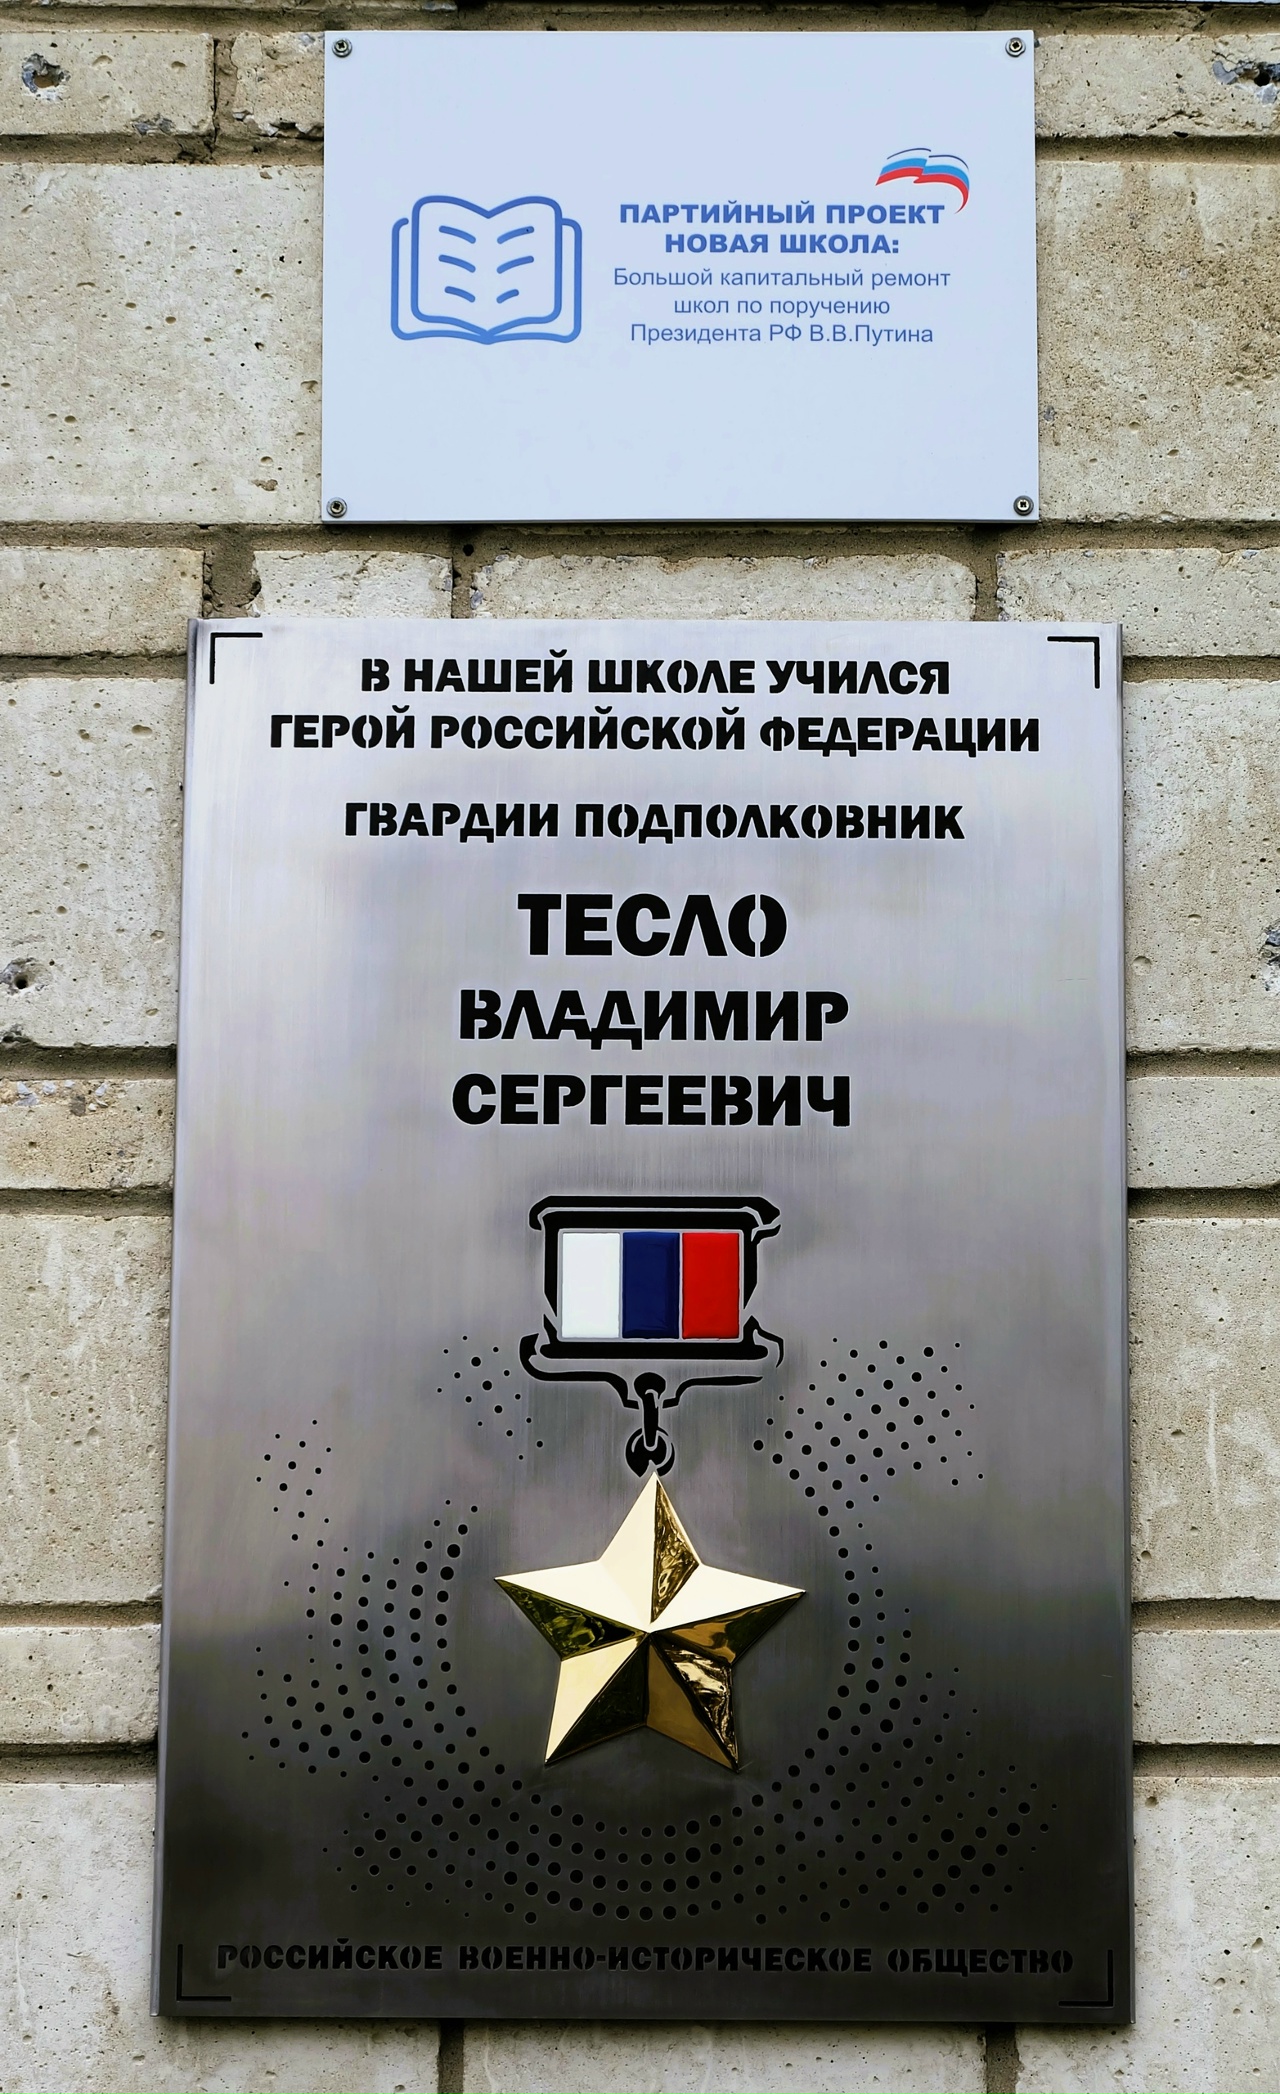 ПАРТИЙНЫЙ ПРОЕКТ
НОВАЯ ШКОЛА:
Большой капитальный ремонт
школ по поручению
Президента РФ В.В.Путина
В НАШЕЙ ШКОЛЕ УЧИЛСЯ
ГЕРОЙ РОССИЙСКОЙ ФЕДЕРАЦИИ
ГВАРДИИ ПОДПОЛКОВНИК
ТЕСЛО
ВЛАДИМИР
СЕРГЕЕВИЧ
РОССИЙСКОЕ ВОЕННО-ИСТОРИЧЕСКОЕ ОБЩЕСТВО